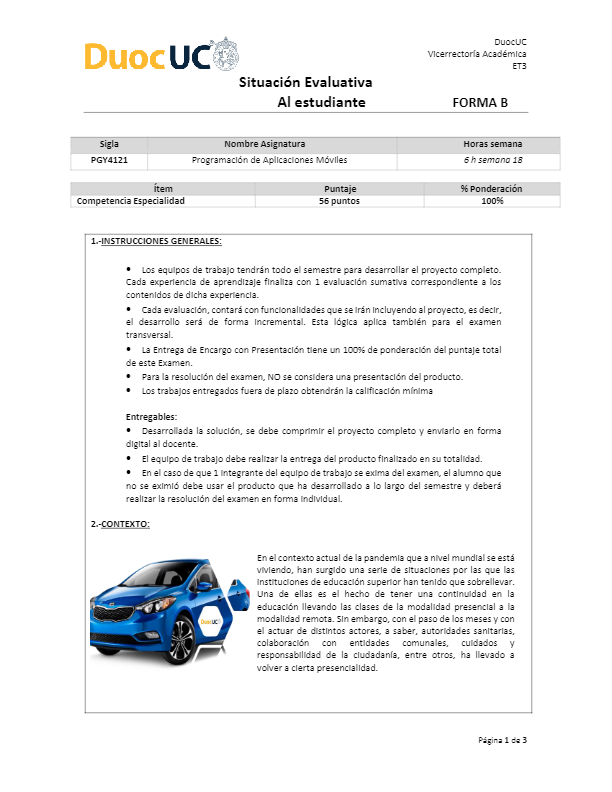 DuocUC
DuocUC
Vicerrectoría Académica
ET3
Situación Evaluativa
Al estudiante FORMA B
Sigla Nombre Asignatura Horas semana
PGY4121 Programación de Aplicaciones Móviles 6 h semana 18
Ítem Puntaje % Ponderación
Competencia Especialidad 56 puntos 100%
1.-INSTRUCCIONES GENERALES:
• Los equipos de trabajo tendrán todo el semestre para desarrollar el proyecto completo.
Cada experiencia de aprendizaje finaliza con 1 evaluación sumativa correspondiente a los
contenidos de dicha experiencia.
• Cada evaluación, contará con funcionalidades que se irán incluyendo al proyecto, es decir,
el desarrollo será de forma incremental. Esta lógica aplica también para el examen
transversal.
• La Entrega de Encargo con Presentación tiene un 100% de ponderación del puntaje total
de este Examen.
• Para la resolución del examen, NO se considera una presentación del producto.
• Los trabajos entregados fuera de plazo obtendrán la calificación mínima
Entregables:
• Desarrollada la solución, se debe comprimir el proyecto completo y enviarlo en forma
digital al docente.
• El equipo de trabajo debe realizar la entrega del producto finalizado en su totalidad.
• En el caso de que 1 integrante del equipo de trabajo se exima del examen, el alumno que
no se eximió debe usar el producto que ha desarrollado a lo largo del semestre y deberá
realizar la resolución del examen en forma individual.
2.-CONTEXTO:
En el contexto actual de la pandemia que a nivel mundial se está
viviendo, han surgido una serie de situaciones por las que las
instituciones de educación superior han tenido que sobrellevar.
Una de ellas es el hecho de tener una continuidad en la
educación llevando las clases de la modalidad presencial a la
modalidad remota. Sin embargo, con el paso de los meses y con
el actuar de distintos actores, a saber, autoridades sanitarias,
colaboración con entidades comunales, cuidados y
responsabilidad de la ciudadanía, entre otros, ha llevado a
volver a cierta presencialidad.
DuocUC
Página 1 de 3